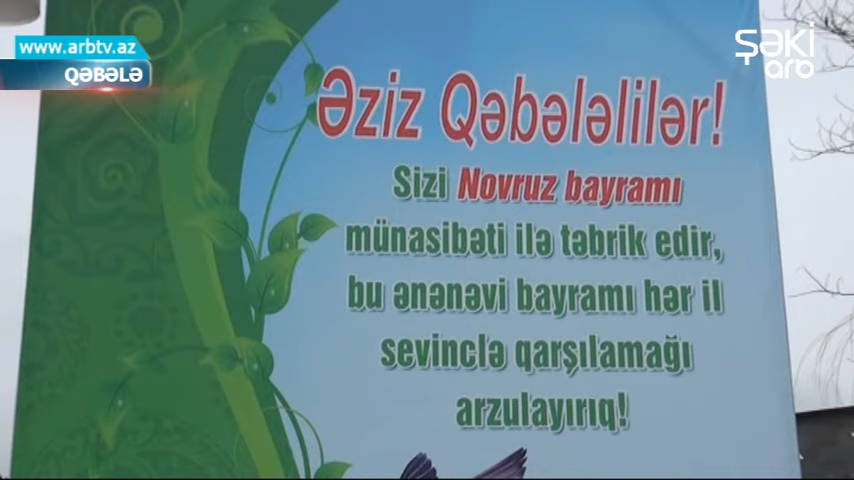 www.arbtv.az
QƏBƏLƏ
ŞƏKİ
arb
Əziz Qəbələlilər!
Sizi Novruz bayramı
münasibəti ilə təbrik edir,
bu ənənəvi bayramı hər il
sevinclə qarşılamağı
arzulayırıq!